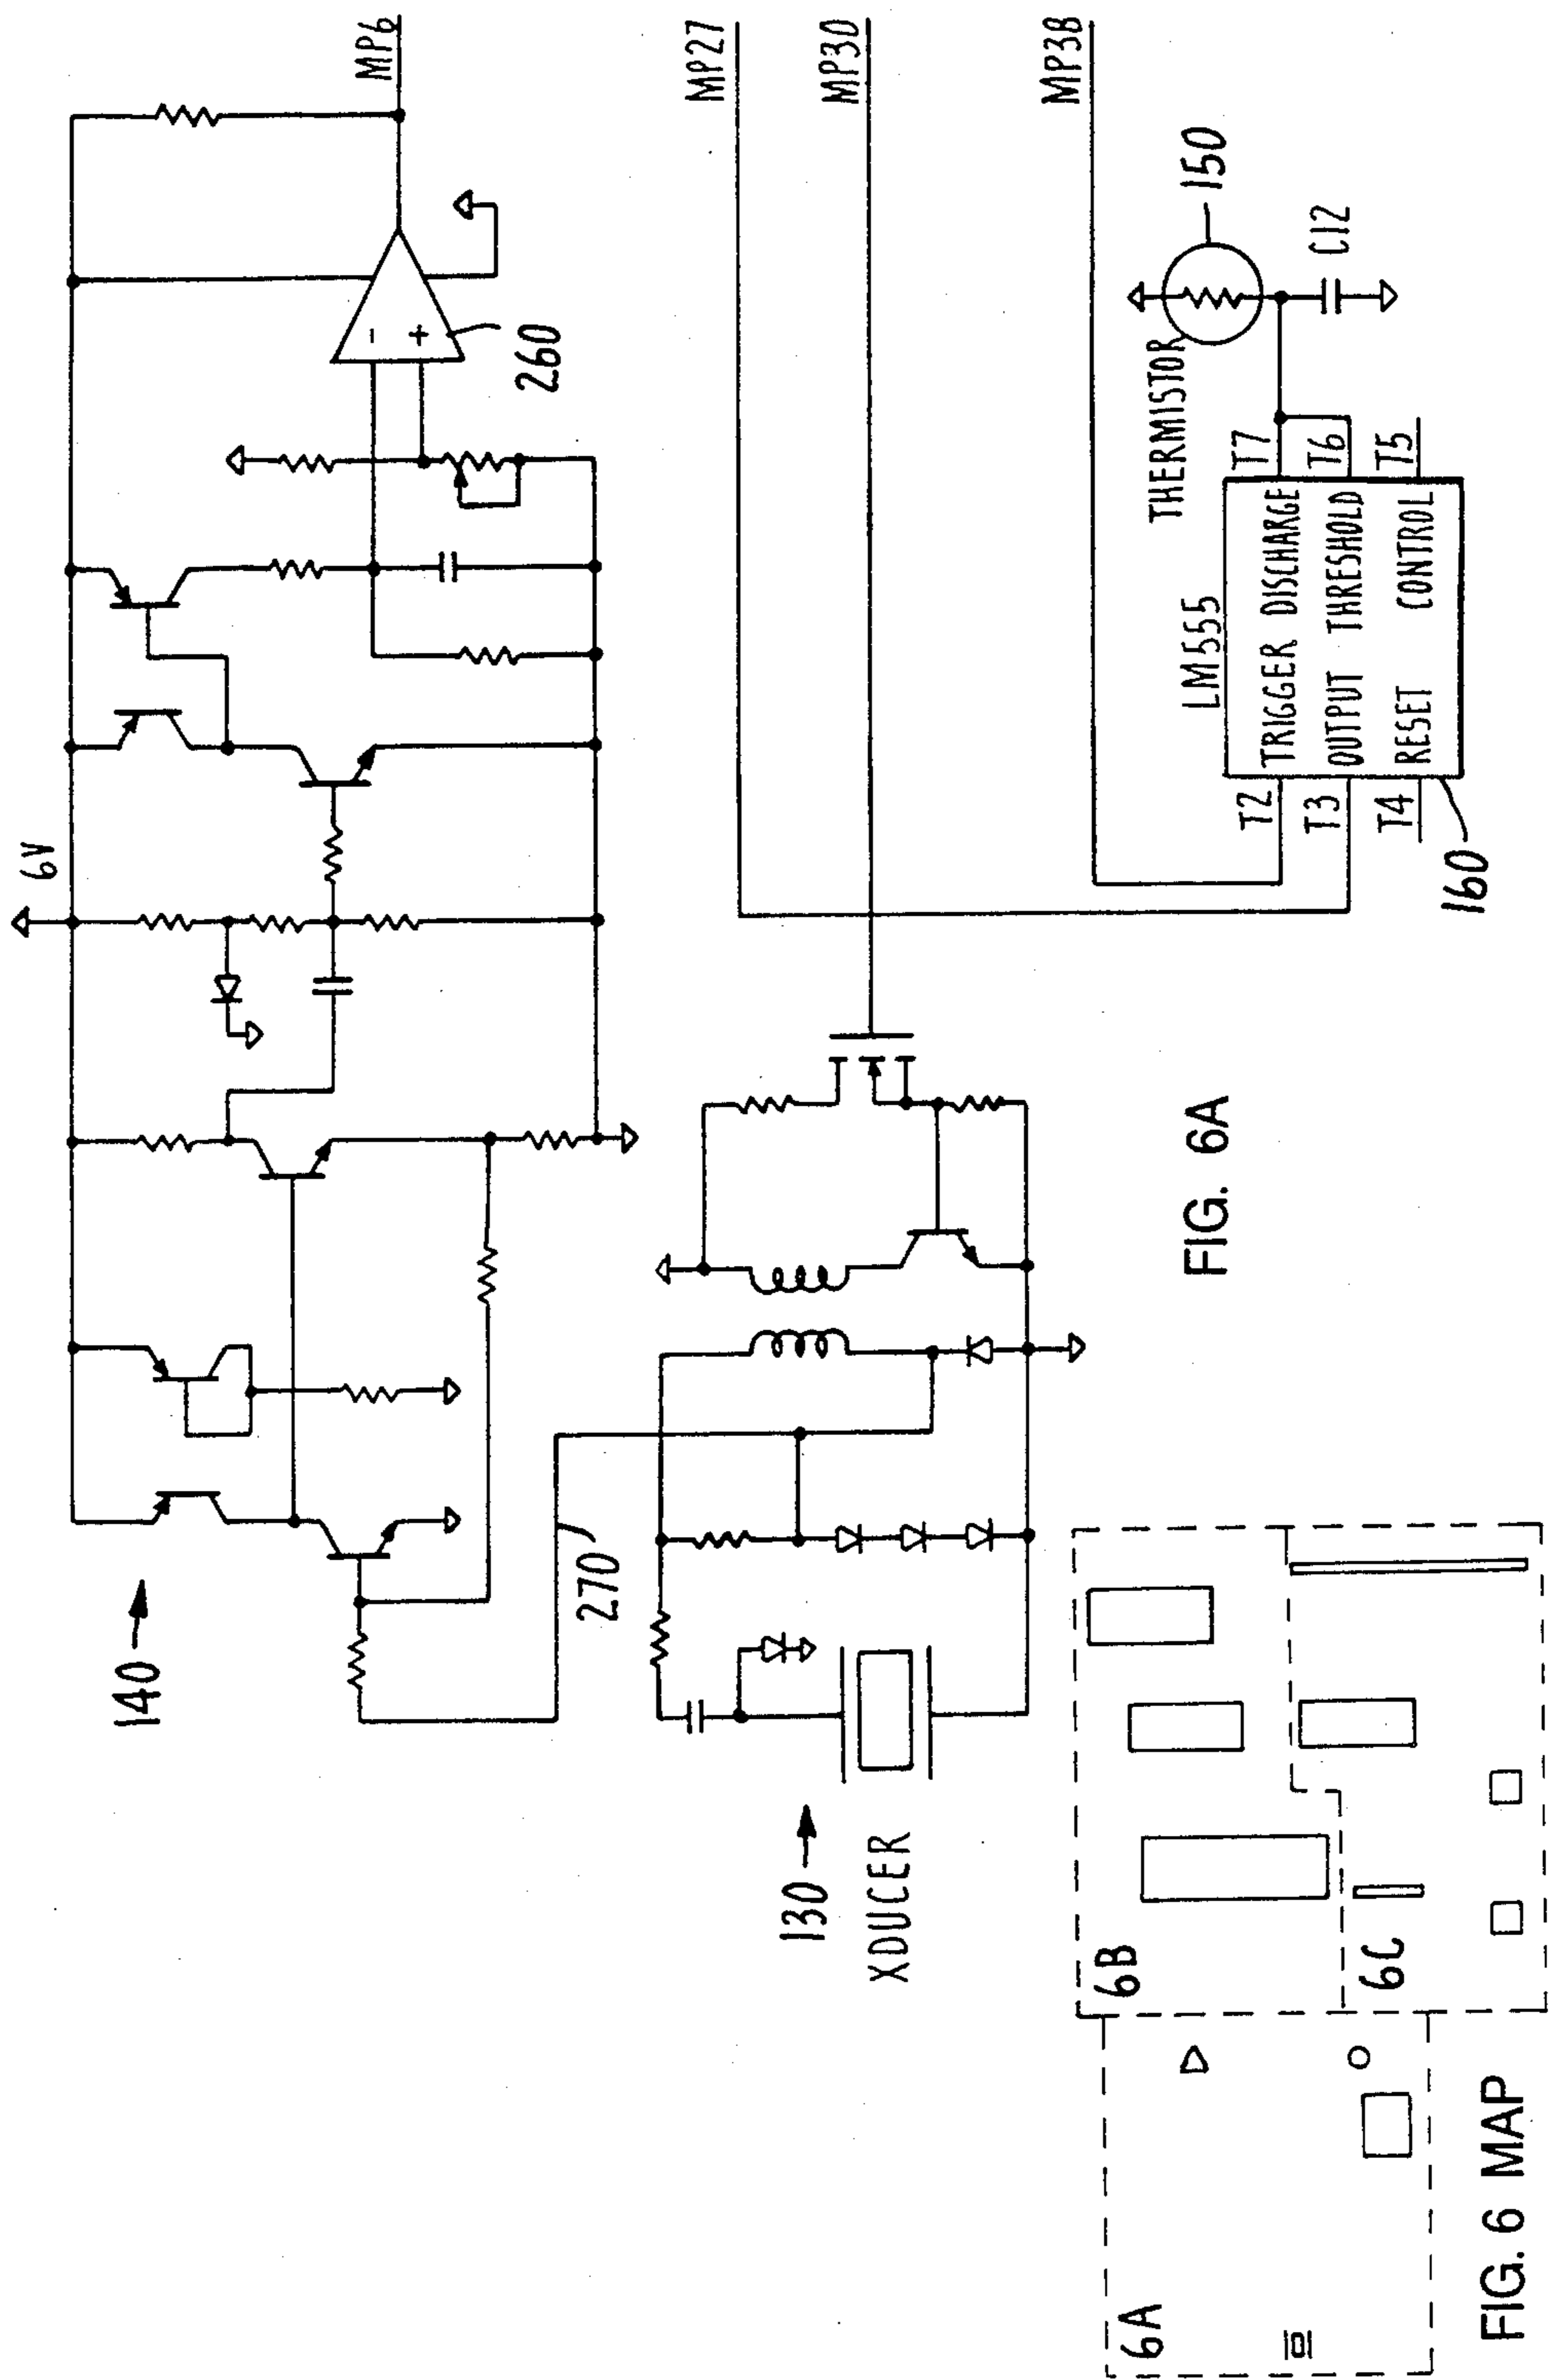 6V
MP6
140
260
270
MP27
MP30
MP38
130
XDUCER
THERMISTOR
150
C12
LM555
T2 TRIGGER DISCHARGE T7
T3 OUTPUT THRESHOLD T6
T4 RESET CONTROL T5
160
FIG. 6A
6A
6B
6C
FIG. 6 MAP